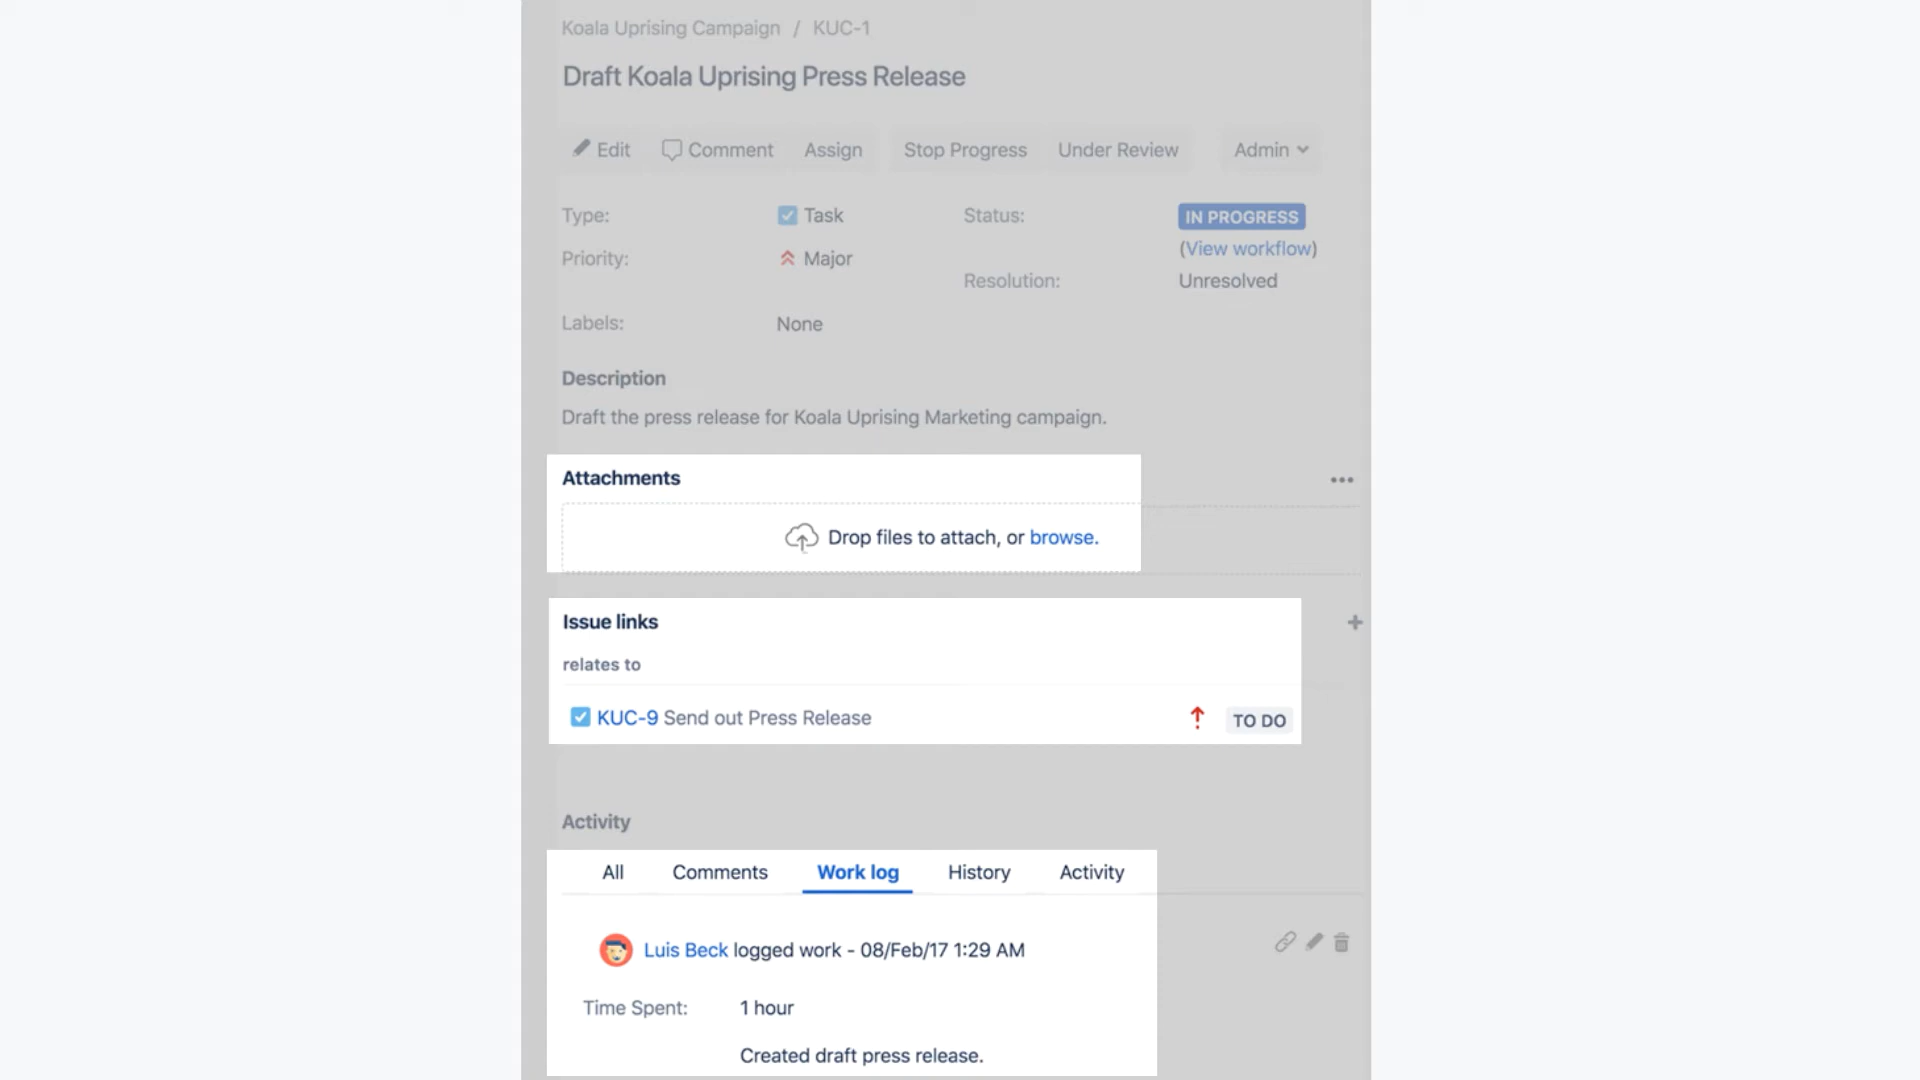 Koala Uprising Campaign / KUC-1
Draft Koala Uprising Press Release
Edit Comment Assign Stop Progress Under Review Admin
Type: Task Status: IN PROGRESS
(View workflow)
Priority: Major
Resolution: Unresolved
Labels: None
Description
Draft the press release for Koala Uprising Marketing campaign.
Attachments
Drop files to attach, or browse.
Issue links
relates to
KUC-9 Send out Press Release TO DO
Activity
All Comments Work log History Activity
Luis Beck logged work - 08/Feb/17 1:29 AM
Time Spent: 1 hour
Created draft press release.